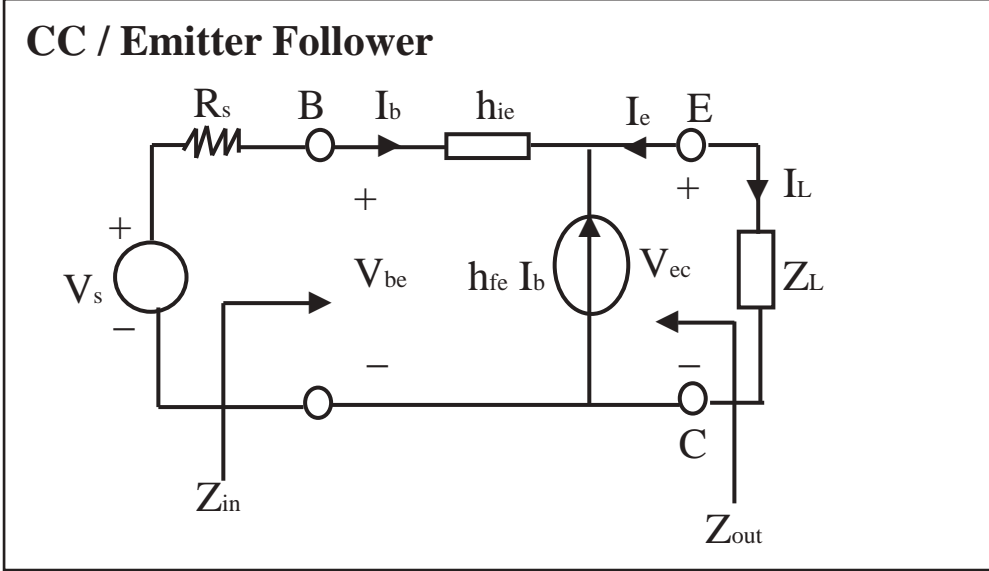 CC / Emitter Follower
Rs B Ib hie Ie E
+ + + IL
Vs Vbe hfe Ib Vec ZL
− − −
C
Zin
Zout